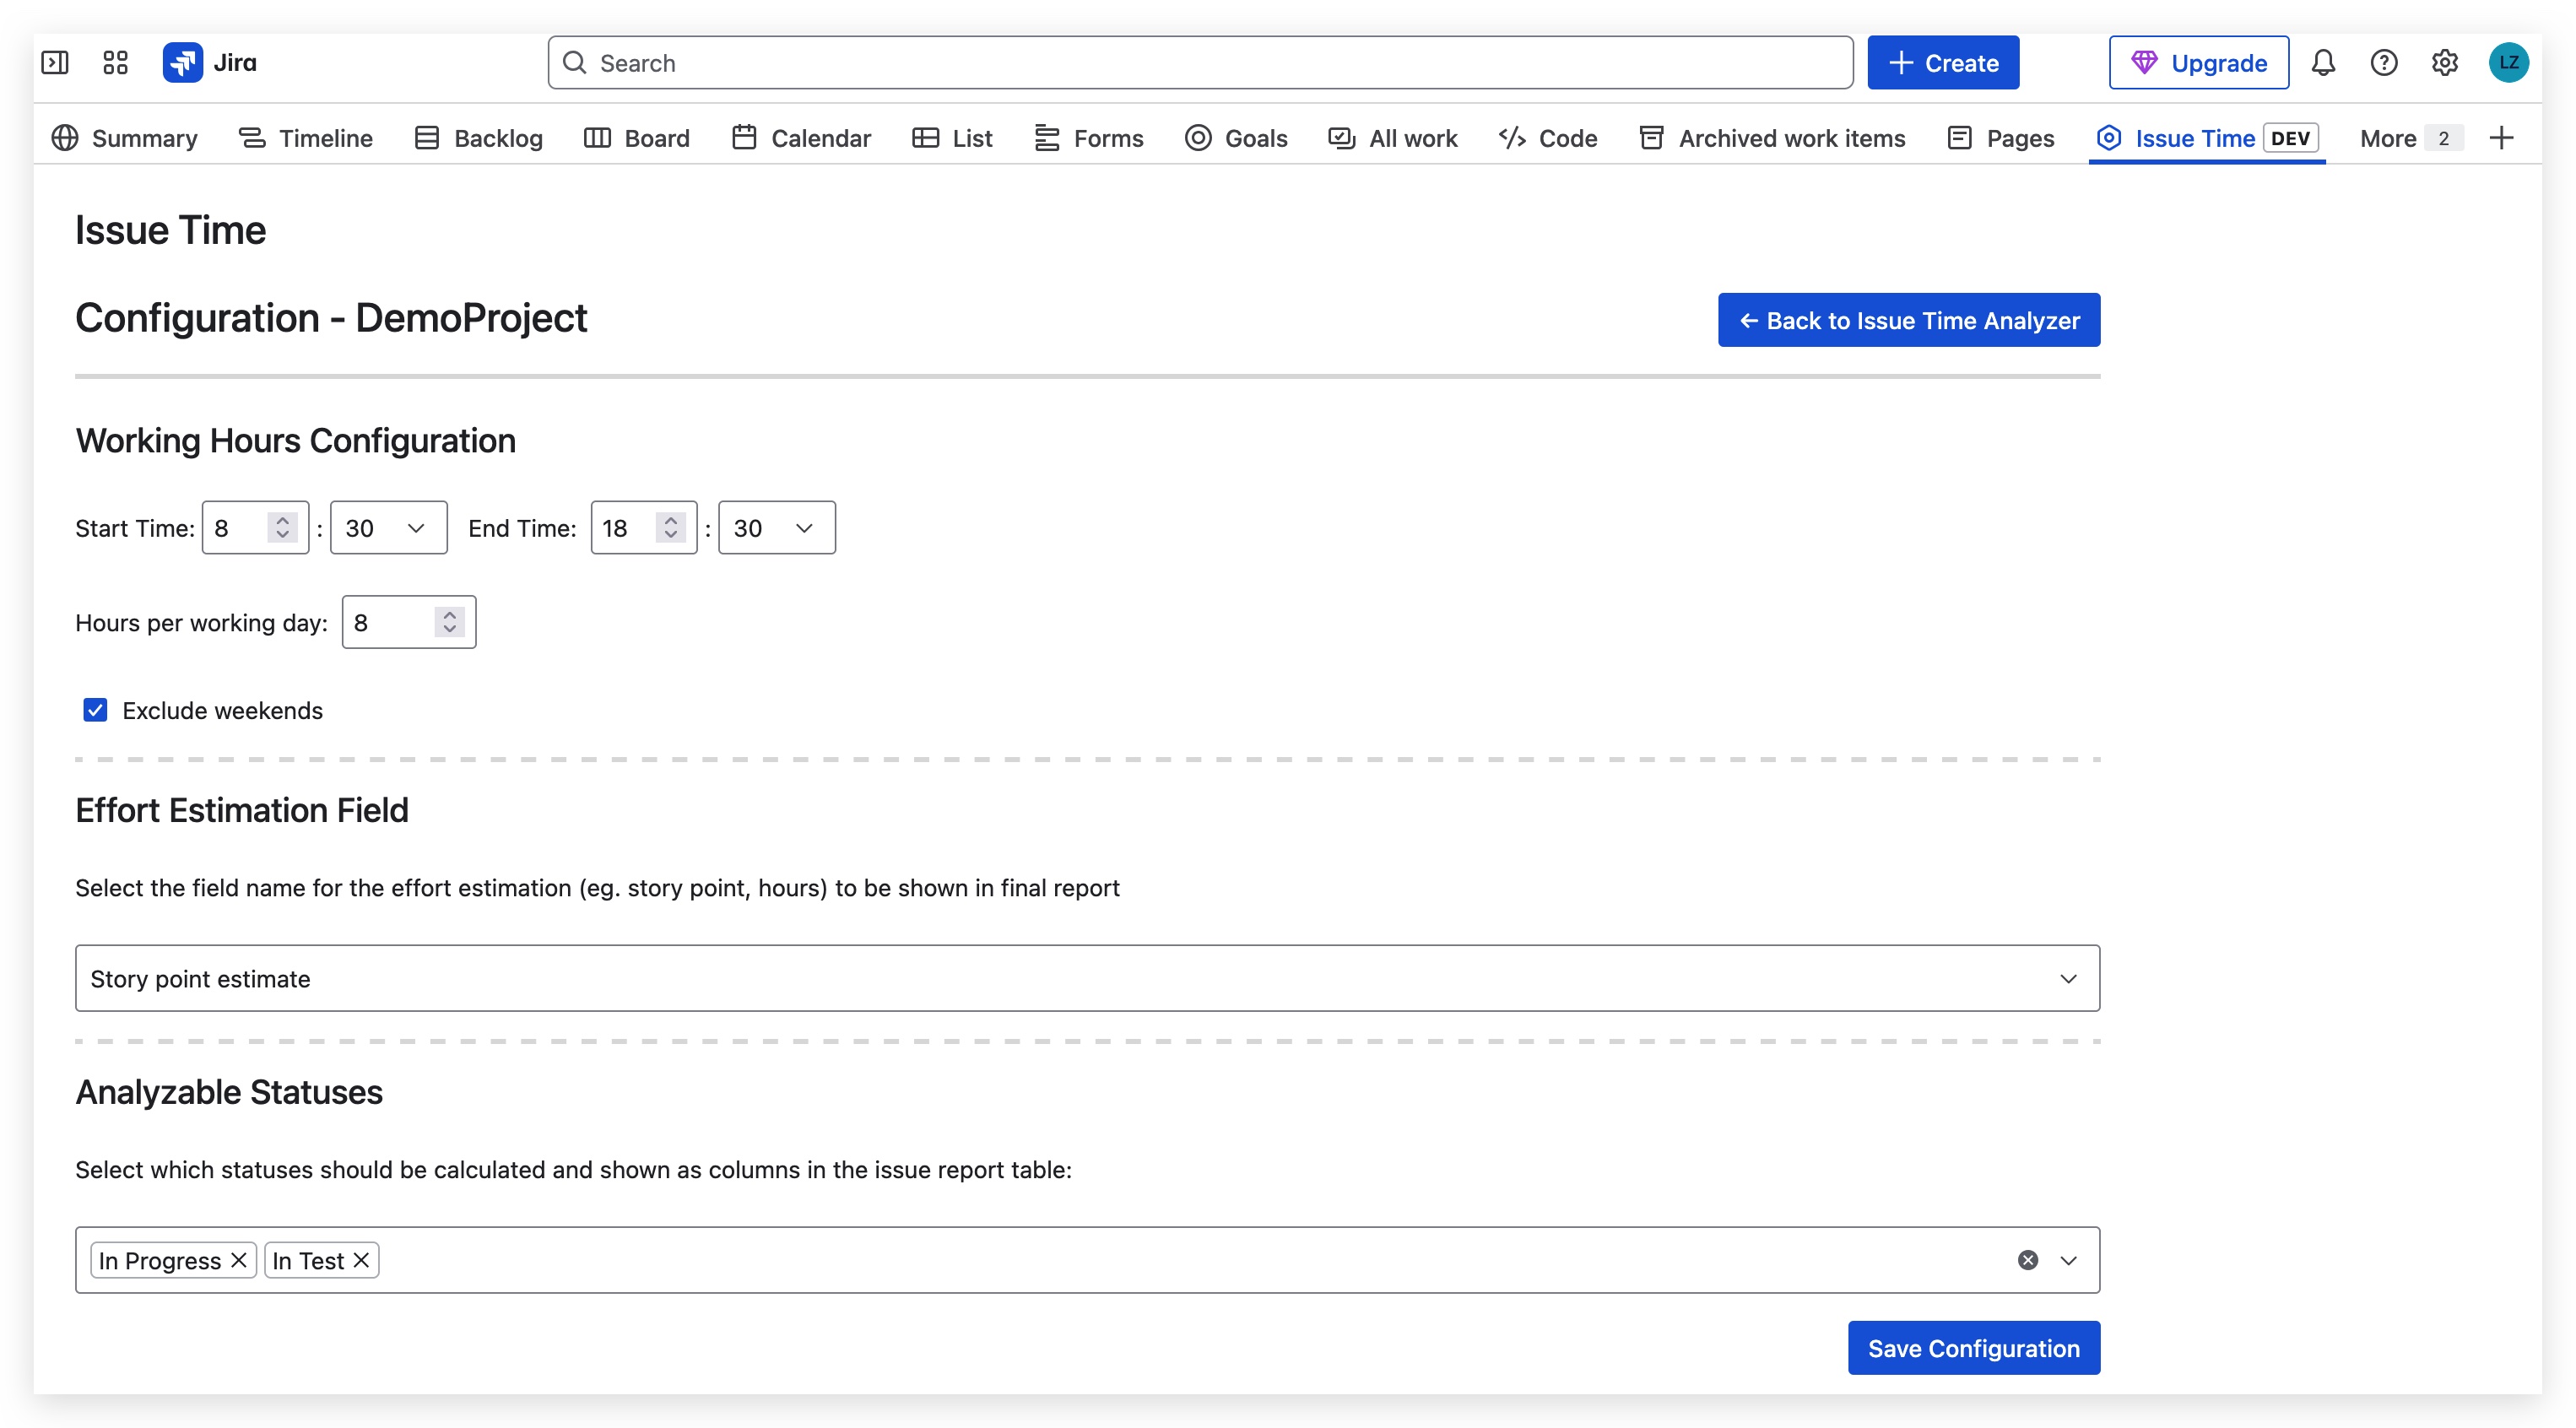 Jira Search Create Upgrade LZ
Summary Timeline Backlog Board Calendar List Forms Goals All work Code Archived work items Pages Issue Time DEV More 2
Issue Time
Configuration - DemoProject ← Back to Issue Time Analyzer
Working Hours Configuration
Start Time: 8 : 30 End Time: 18 : 30
Hours per working day: 8
Exclude weekends
Effort Estimation Field
Select the field name for the effort estimation (eg. story point, hours) to be shown in final report
Story point estimate
Analyzable Statuses
Select which statuses should be calculated and shown as columns in the issue report table:
In Progress In Test
Save Configuration